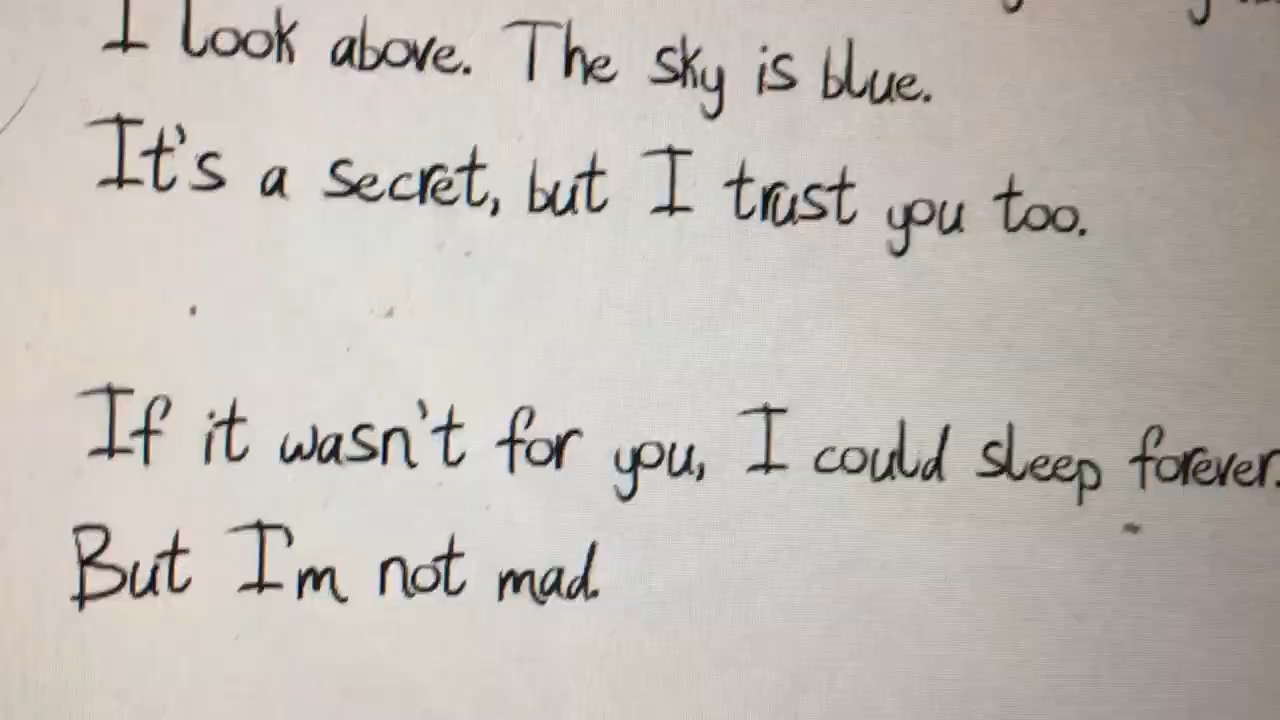 I look above. The sky is blue.
It's a secret, but I trust you too.
If it wasn't for you, I could sleep forever.
But I'm not mad.